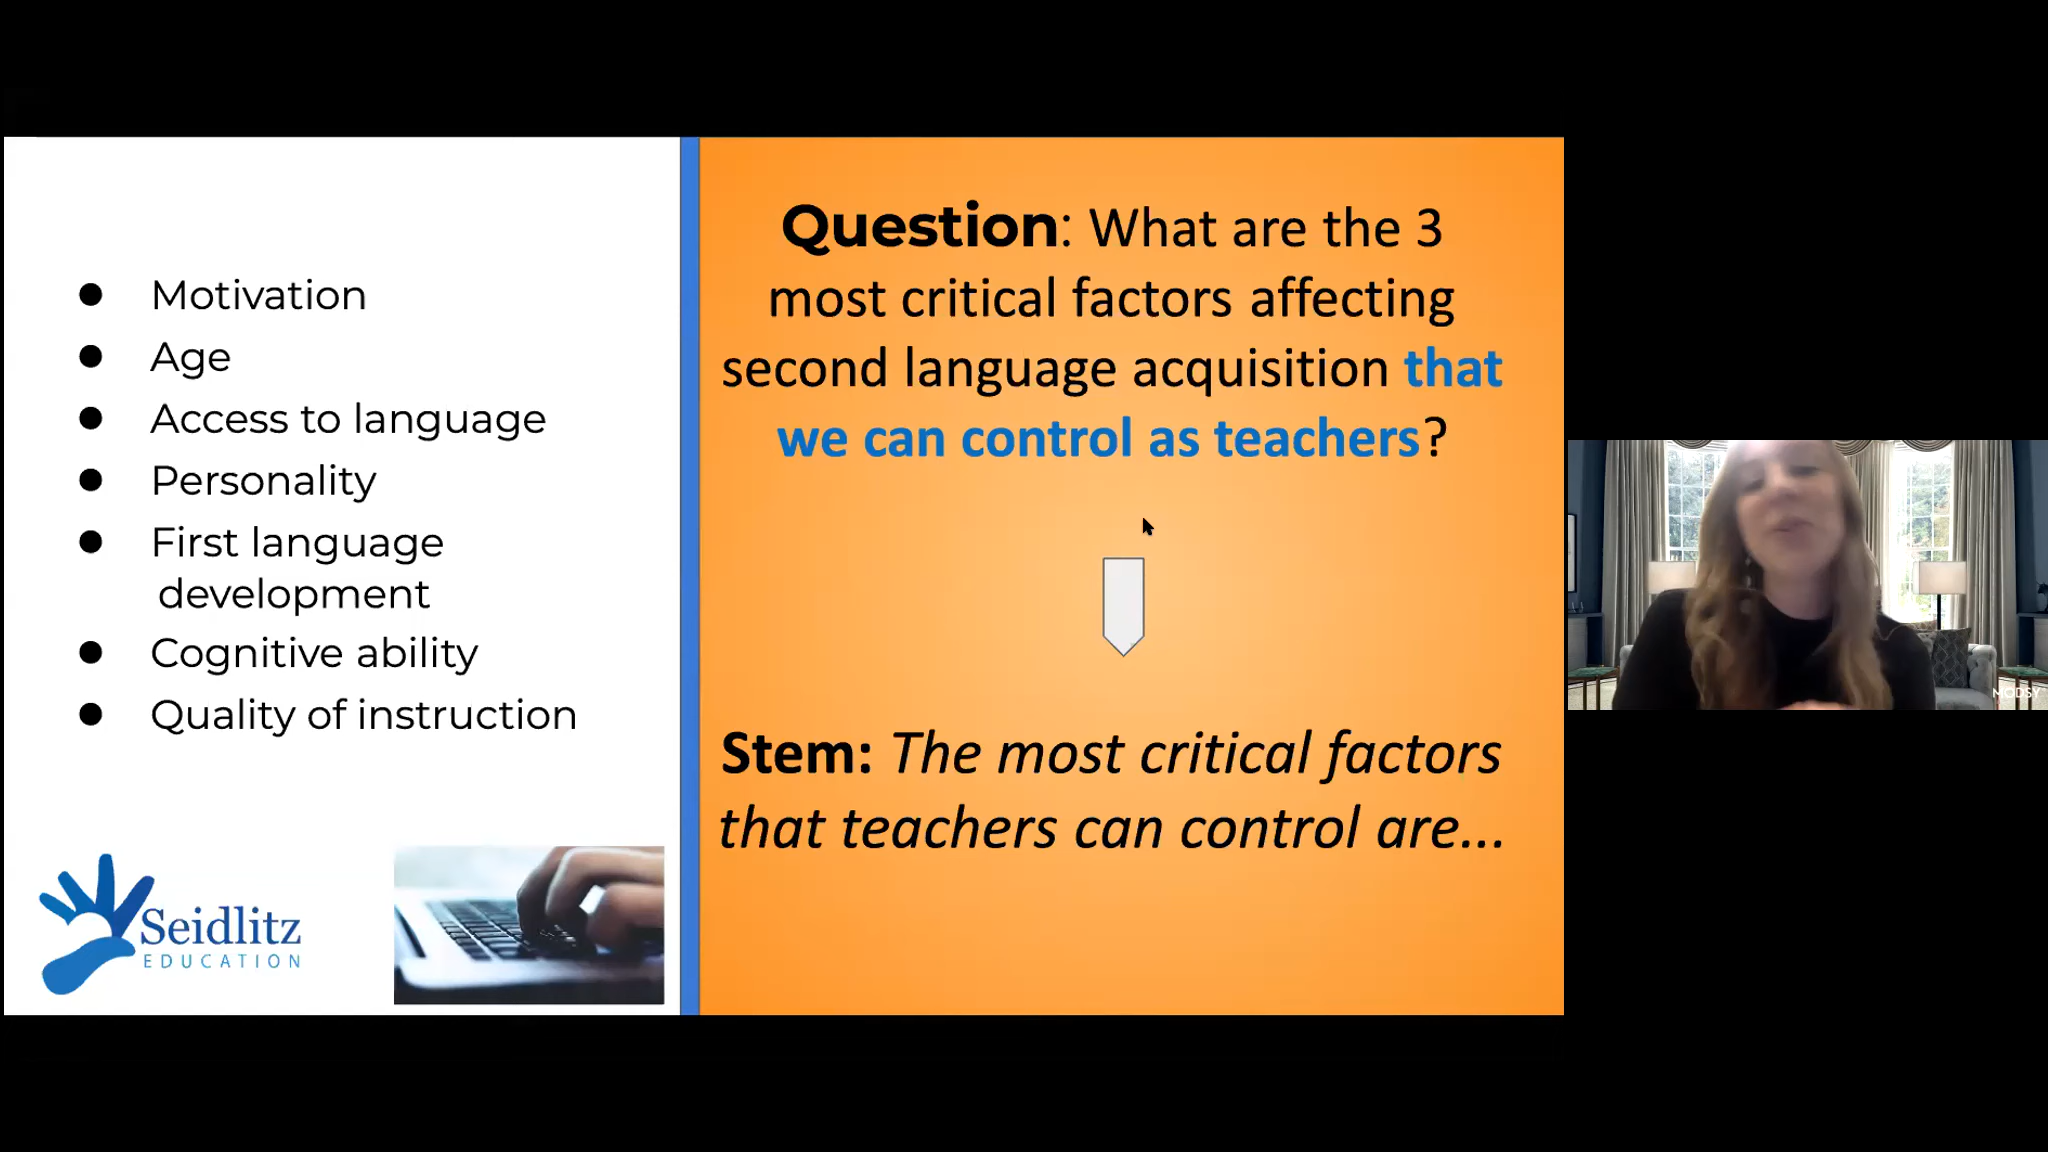 Motivation
Age
Access to language
Personality
First language
development
Cognitive ability
Quality of instruction
Seidlitz
EDUCATION
Question: What are the 3
most critical factors affecting
second language acquisition that
we can control as teachers?
Stem: The most critical factors
that teachers can control are...
MODSY